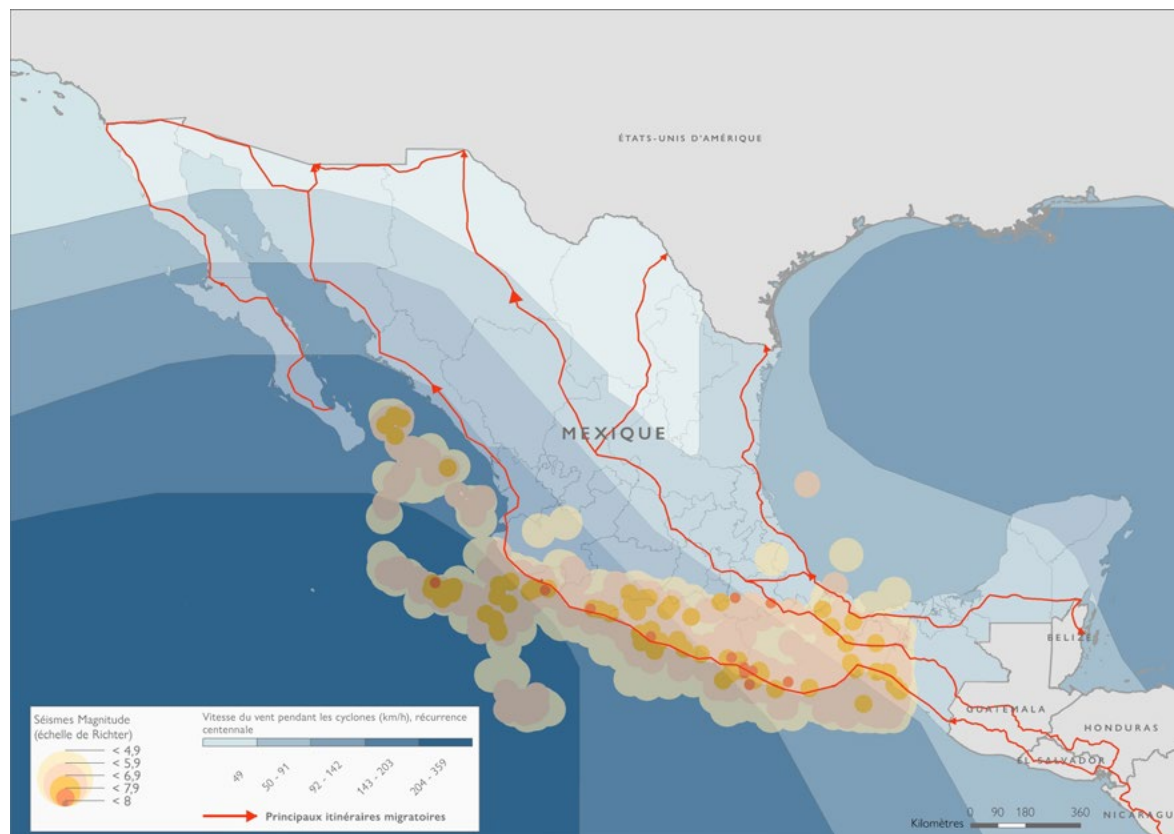 ÉTATS-UNIS D'AMÉRIQUE
MEXIQUE
BELIZE
GUATEMALA
HONDURAS
EL SALVADOR
NICARAGU
Séismes Magnitude
(échelle de Richter)
< 4,9
< 5,9
< 6,9
< 7,9
< 8
Vitesse du vent pendant les cyclones (km/h), récurrence
centennale
49
50 - 91
92 - 142
143 - 203
204 - 359
Principaux itinéraires migratoires
Kilomètres
0 90 180 360